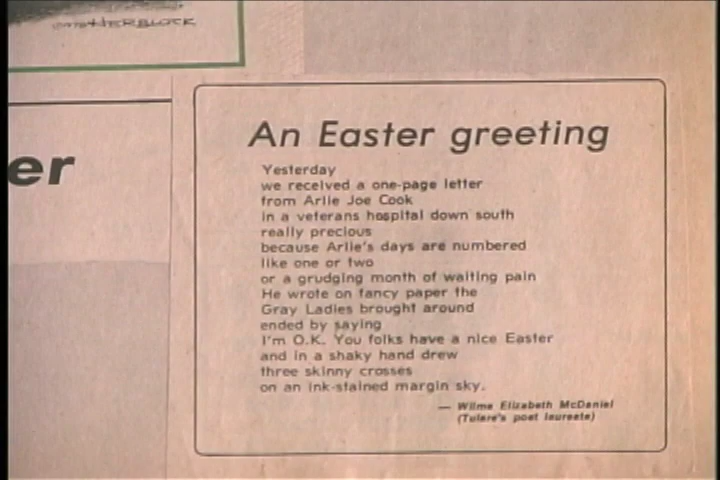 HERBLOCK
er
An Easter greeting
Yesterday
we received a one-page letter
from Arlie Joe Cook
in a veterans hospital down south
really precious
because Arlie's days are numbered
like one or two
or a grudging month of waiting pain
He wrote on fancy paper the
Gray Ladies brought around
ended by saying
I'm O.K. You folks have a nice Easter
and in a shaky hand drew
three skinny crosses
on an ink-stained margin sky.
— Wilma Elizabeth McDaniel
(Tulare's poet laureate)